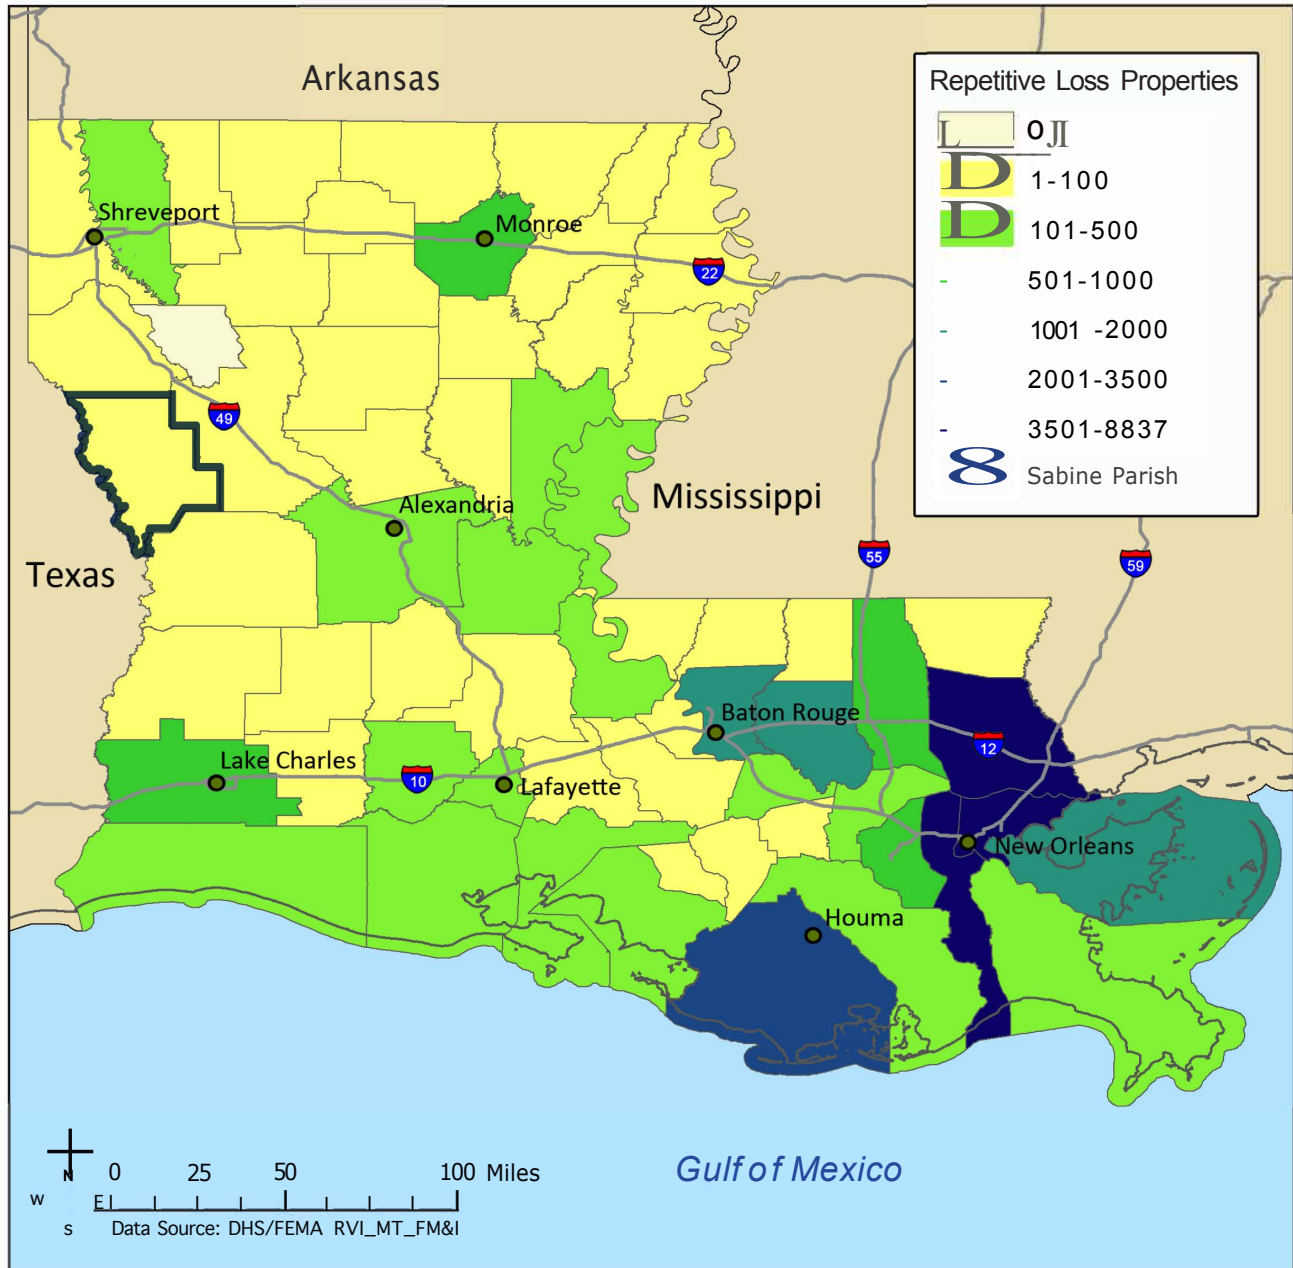 Arkansas
Repetitive Loss Properties
L 0 JI
D 1-100
D 101-500
- 501-1000
- 1001 -2000
- 2001-3500
- 3501-8837
8 Sabine Parish
Shreveport
Monroe
22
49
Alexandria
Mississippi
Texas
55
59
Baton Rouge
12
Lake Charles
10
Lafayette
New Orleans
Houma
Gulf of Mexico
N
W E
S
0 25 50 100 Miles
Data Source: DHS/FEMA RVI_MT_FM&I